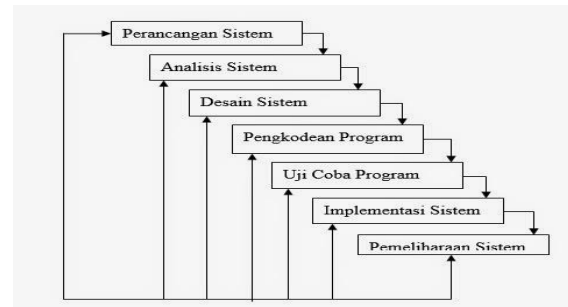 Perancangan Sistem
Analisis Sistem
Desain Sistem
Pengkodean Program
Uji Coba Program
Implementasi Sistem
Pemeliharaan Sistem